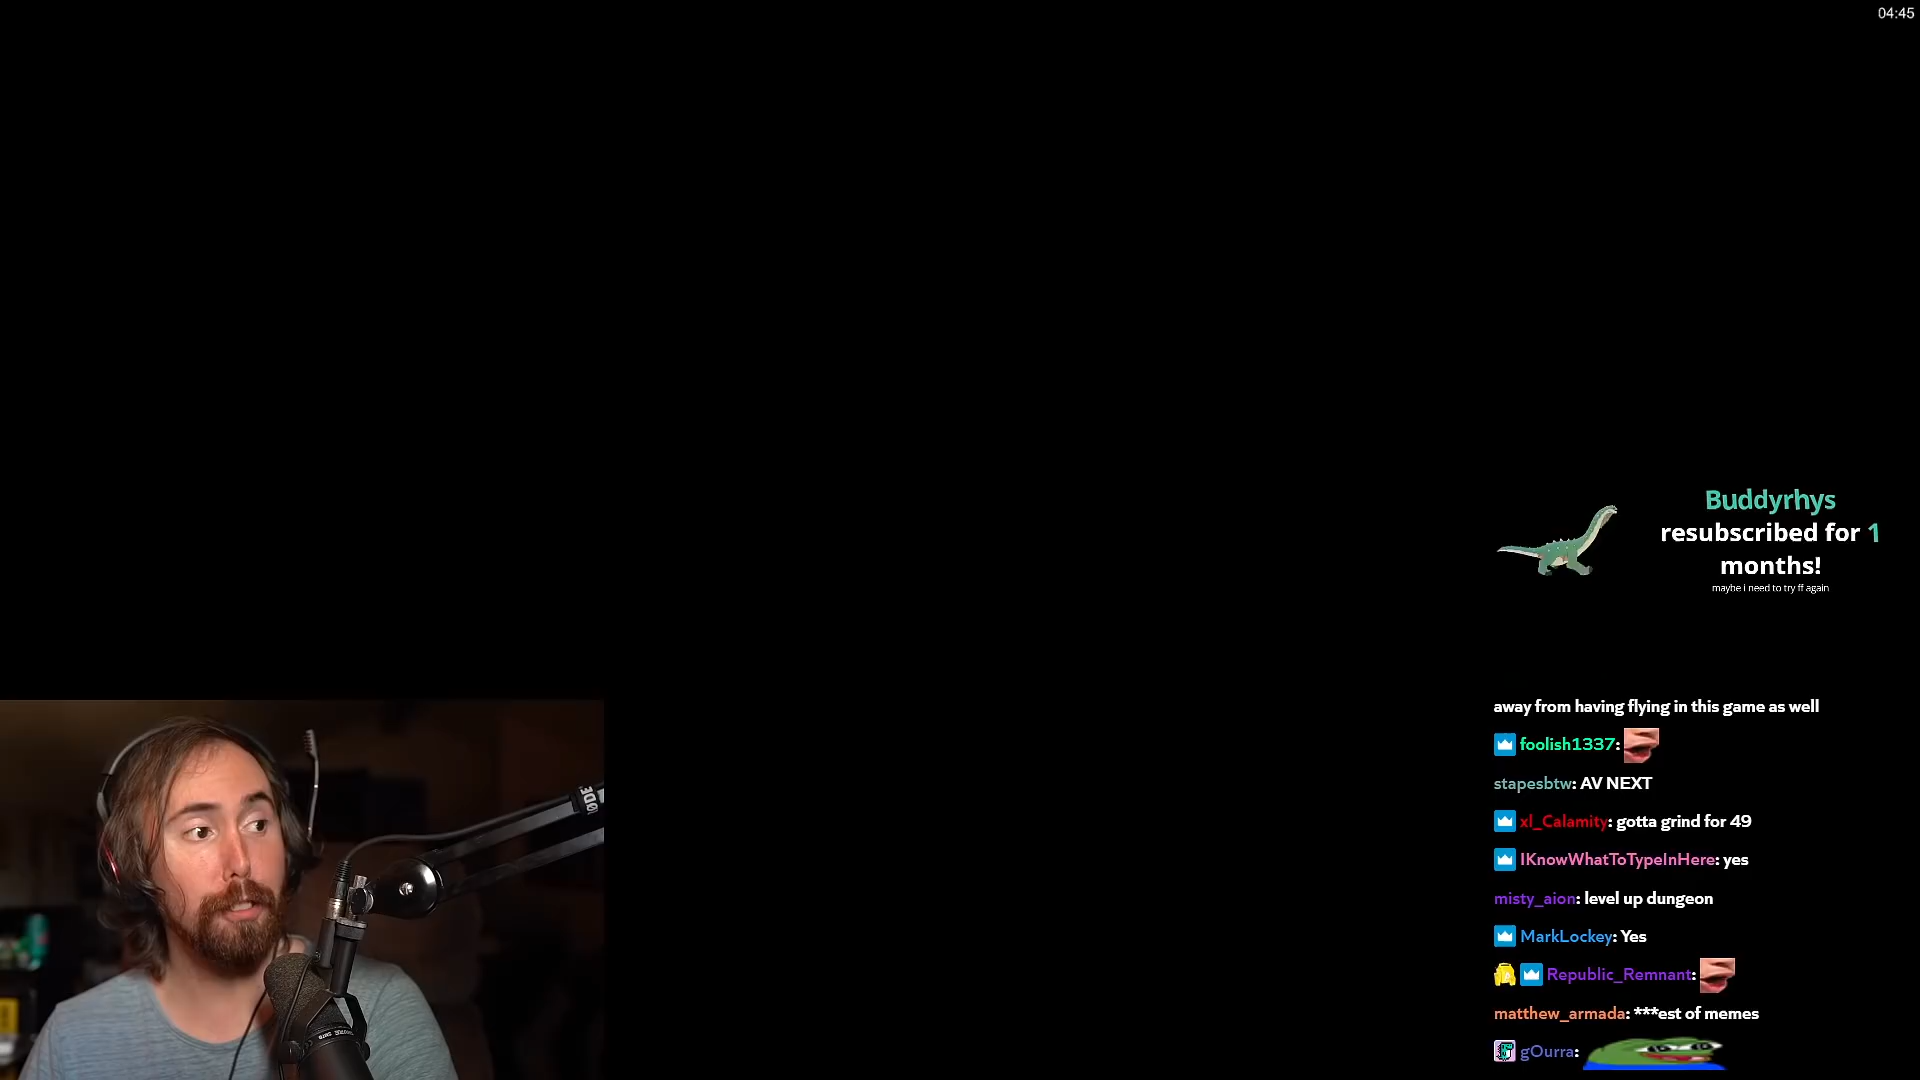 04:45
Buddyrhys
resubscribed for 1
months!
maybe i need to try ff again
away from having flying in this game as well
foolish1337:
stapesbtw: AV NEXT
xl_Calamity: gotta grind for 49
IKnowWhatToTypeInHere: yes
misty_aion: level up dungeon
MarkLockey: Yes
Republic_Remnant:
matthew_armada: ***est of memes
gOurra: